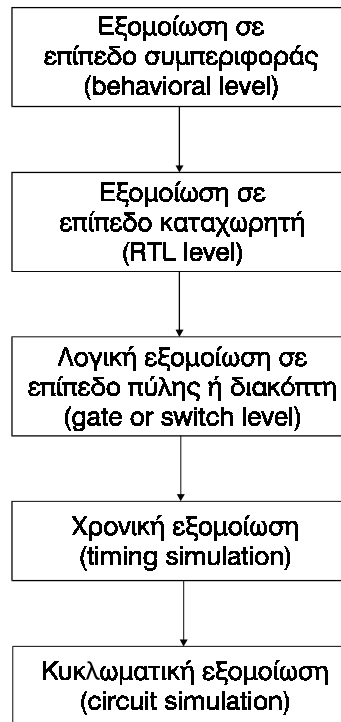 Εξομοίωση σε
επίπεδο συμπεριφοράς
(behavioral level)
Εξομοίωση σε
επίπεδο καταχωρητή
(RTL level)
Λογική εξομοίωση σε
επίπεδο πύλης ή διακόπτη
(gate or switch level)
Χρονική εξομοίωση
(timing simulation)
Κυκλωματική εξομοίωση
(circuit simulation)